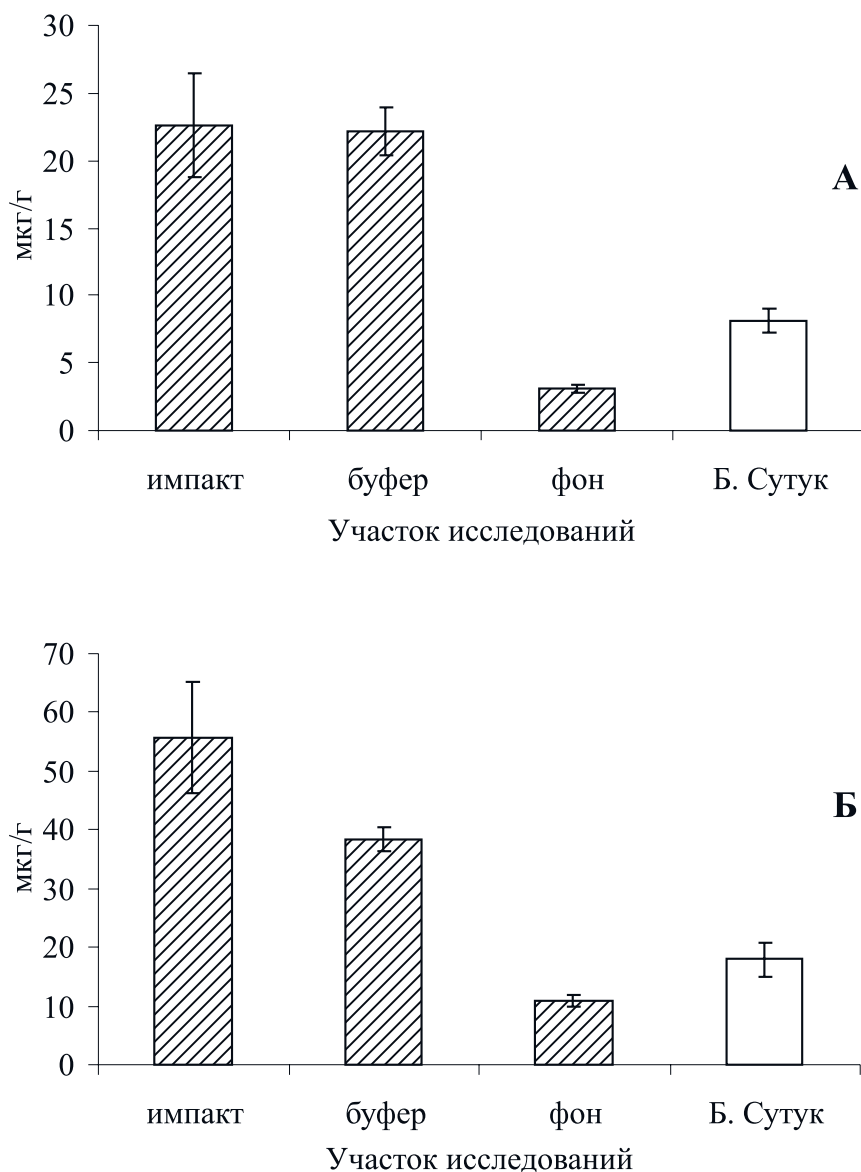 30
25
20
15
10
5
0
мкг/г
А
импакт буфер фон Б. Сутук
Участок исследований
70
60
50
40
30
20
10
0
мкг/г
Б
импакт буфер фон Б. Сутук
Участок исследований